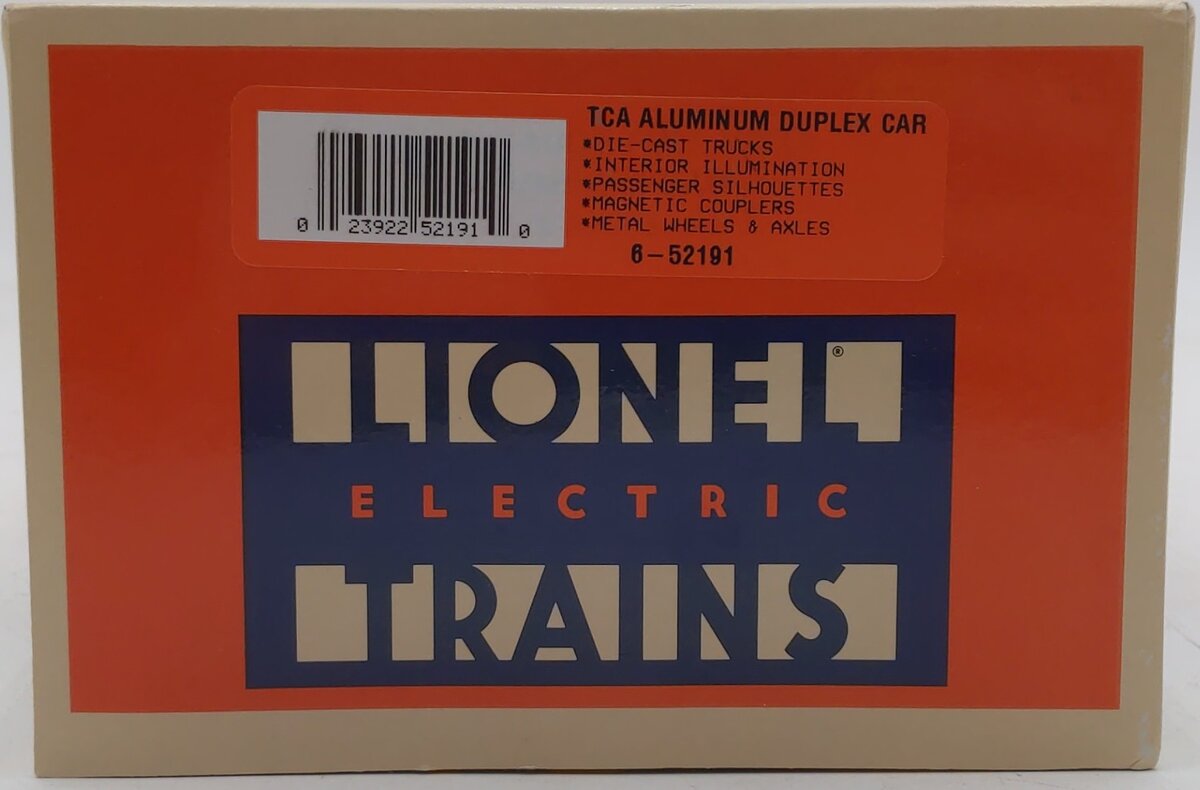 TCA ALUMINUM DUPLEX CAR
*DIE-CAST TRUCKS
*INTERIOR ILLUMINATION
*PASSENGER SILHOUETTES
*MAGNETIC COUPLERS
*METAL WHEELS & AXLES
6-52191
0 23922 52191 0
LIONEL®
ELECTRIC
TRAINS